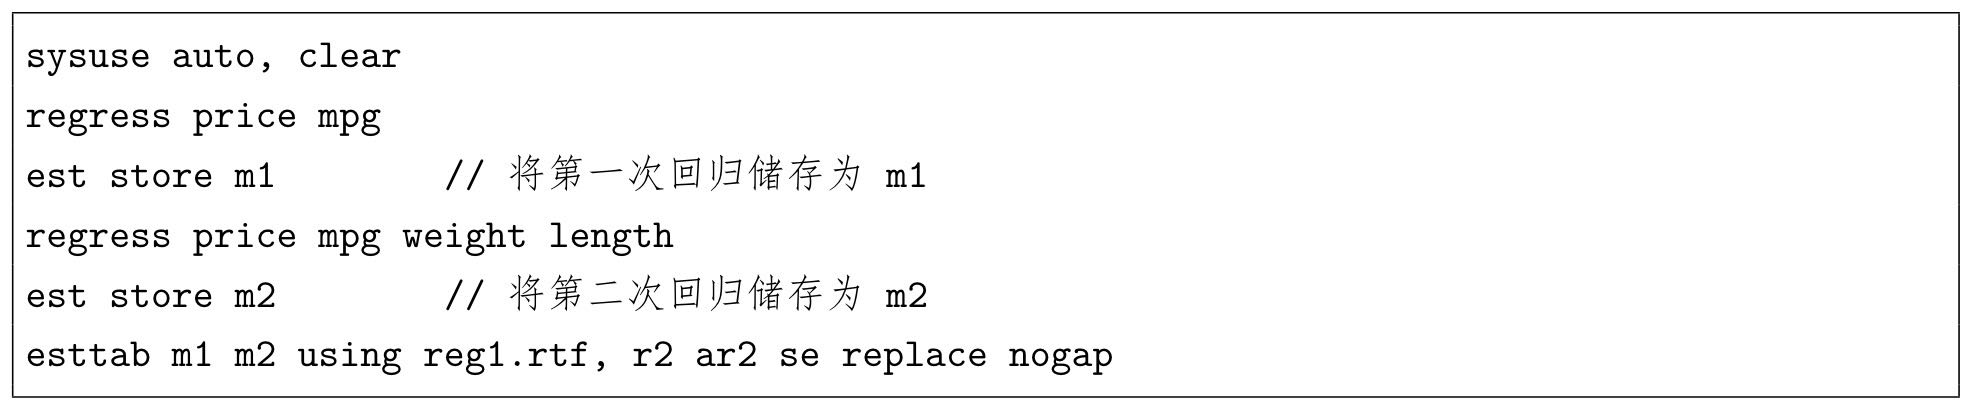 sysuse auto, clear
regress price mpg
est store m1 // 将第一次回归储存为 m1
regress price mpg weight length
est store m2 // 将第二次回归储存为 m2
esttab m1 m2 using reg1.rtf, r2 ar2 se replace nogap